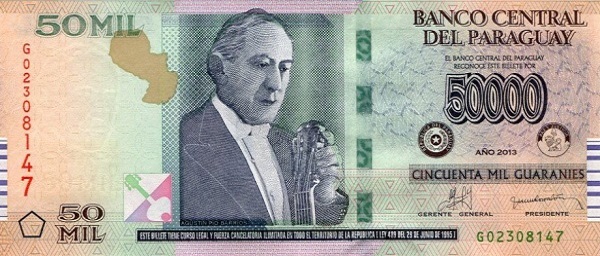 50MIL
G02308147
BANCO CENTRAL
DEL PARAGUAY
EL BANCO CENTRAL DEL PARAGUAY
RECONOCE ESTE BILLETE POR
50000
AÑO 2013
CINCUENTA MIL GUARANIES
GERENTE GENERAL
PRESIDENTE
AGUSTIN PIO BARRIOS
50
MIL
ESTE BILLETE TIENE CURSO LEGAL Y FUERZA CANCELATORIA ILIMITADA EN TODO EL TERRITORIO DE LA REPUBLICA ( LEY 489 DEL 29 DE JUNIO DE 1995 )
G02308147